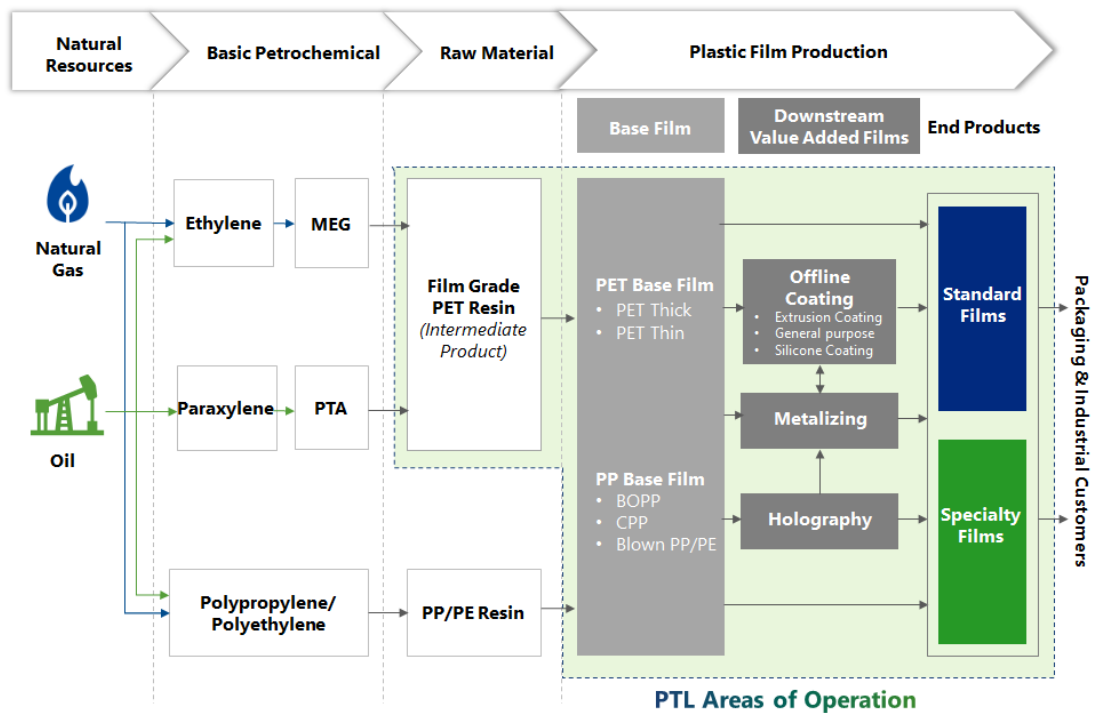 Natural
Resources
Basic Petrochemical
Raw Material
Plastic Film Production
Base Film
Downstream
Value Added Films
End Products
Natural
Gas
Ethylene
MEG
Film Grade
PET Resin
(Intermediate
Product)
PET Base Film
• PET Thick
• PET Thin
Offline
Coating
• Extrusion Coating
• General purpose
• Silicone Coating
Standard
Films
Oil
Paraxylene
PTA
Metalizing
PP Base Film
• BOPP
• CPP
• Blown PP/PE
Holography
Specialty
Films
Packaging & Industrial Customers
Polypropylene/
Polyethylene
PP/PE Resin
PTL Areas of Operation